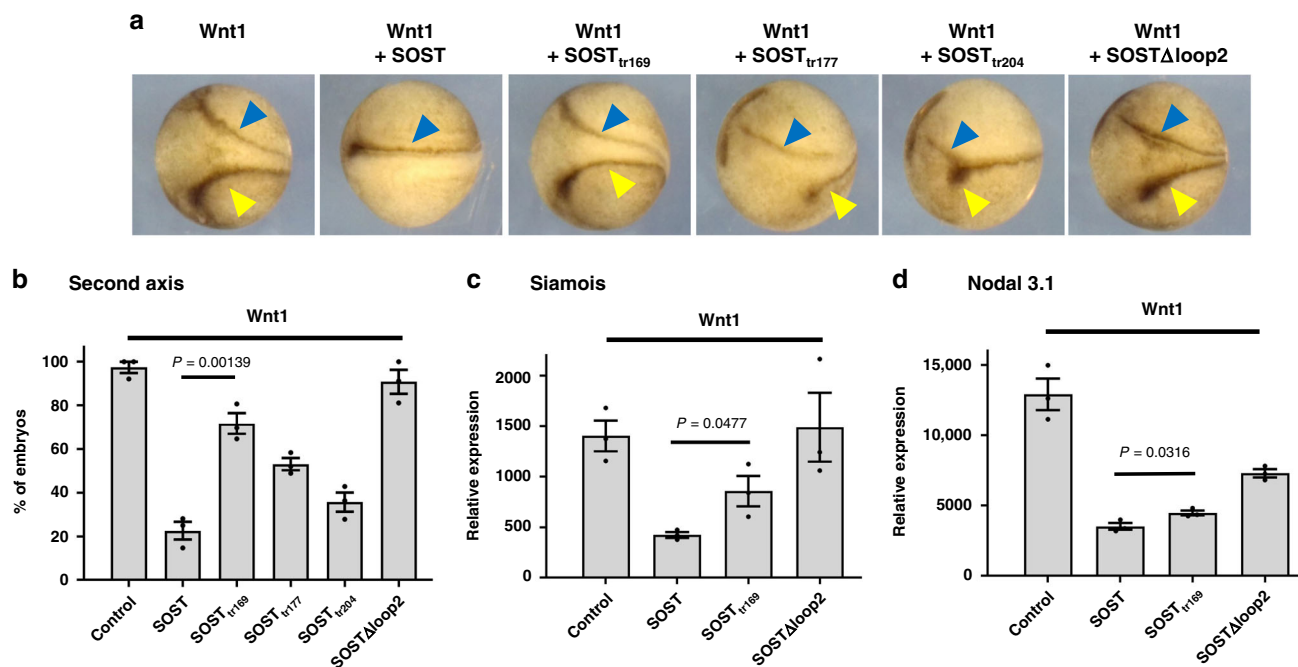 a
Wnt1
Wnt1
+ SOST
Wnt1
+ SOSTtr169
Wnt1
+ SOSTtr177
Wnt1
+ SOSTtr204
Wnt1
+ SOSTΔloop2
b Second axis
Wnt1
P = 0.00139
% of embryos
100
80
60
40
20
0
Control
SOST
SOSTtr169
SOSTtr177
SOSTtr204
SOSTΔloop2
c Siamois
Wnt1
P = 0.0477
Relative expression
2000
1500
1000
500
0
Control
SOST
SOSTtr169
SOSTΔloop2
d Nodal 3.1
Wnt1
P = 0.0316
Relative expression
15,000
10,000
5000
0
Control
SOST
SOSTtr169
SOSTΔloop2